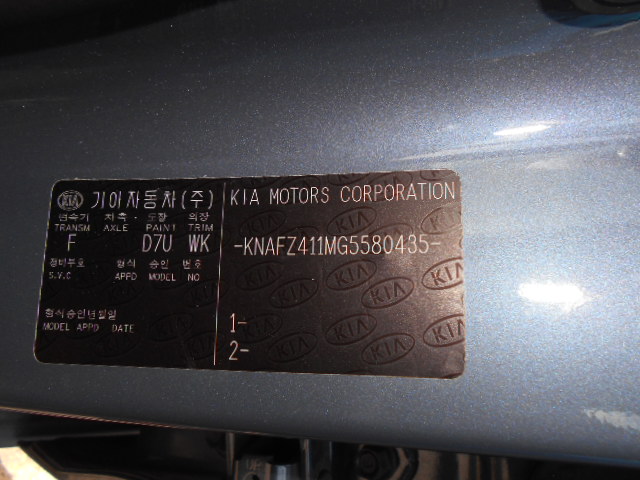 KIA 기아자동차(주)
변속기 차축 · 도장 외장
TRANSM AXLE PAINT TRIM
F D7U WK
정비부호 형식 승인 번호
S.V.C APPD MODEL NO
형식승인년월일
MODEL APPD DATE
KIA MOTORS CORPORATION
-KNAFZ411MG5580435-
1-
2-